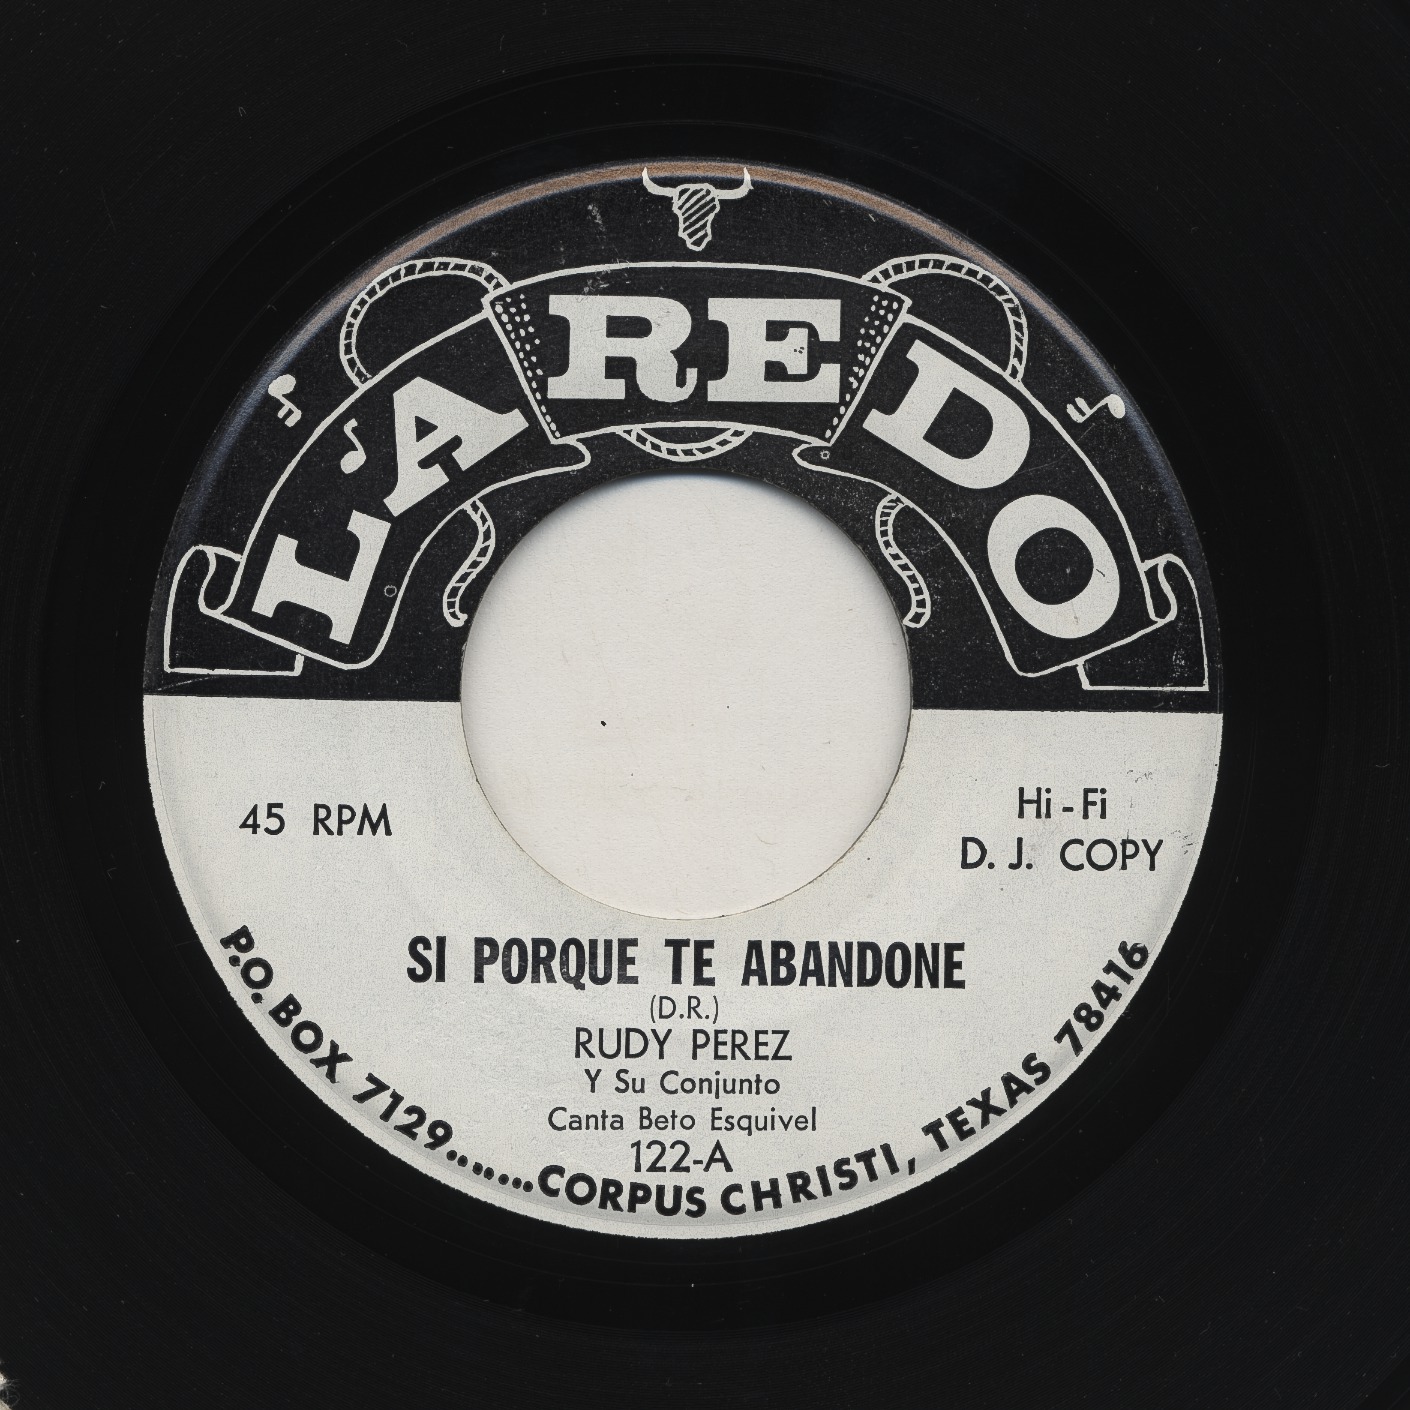 LAREDO
45 RPM
Hi-Fi
D. J. COPY
SI PORQUE TE ABANDONE
(D.R.)
RUDY PEREZ
Y Su Conjunto
Canta Beto Esquivel
122-A
P.O. BOX 7129.......CORPUS CHRISTI, TEXAS 78416